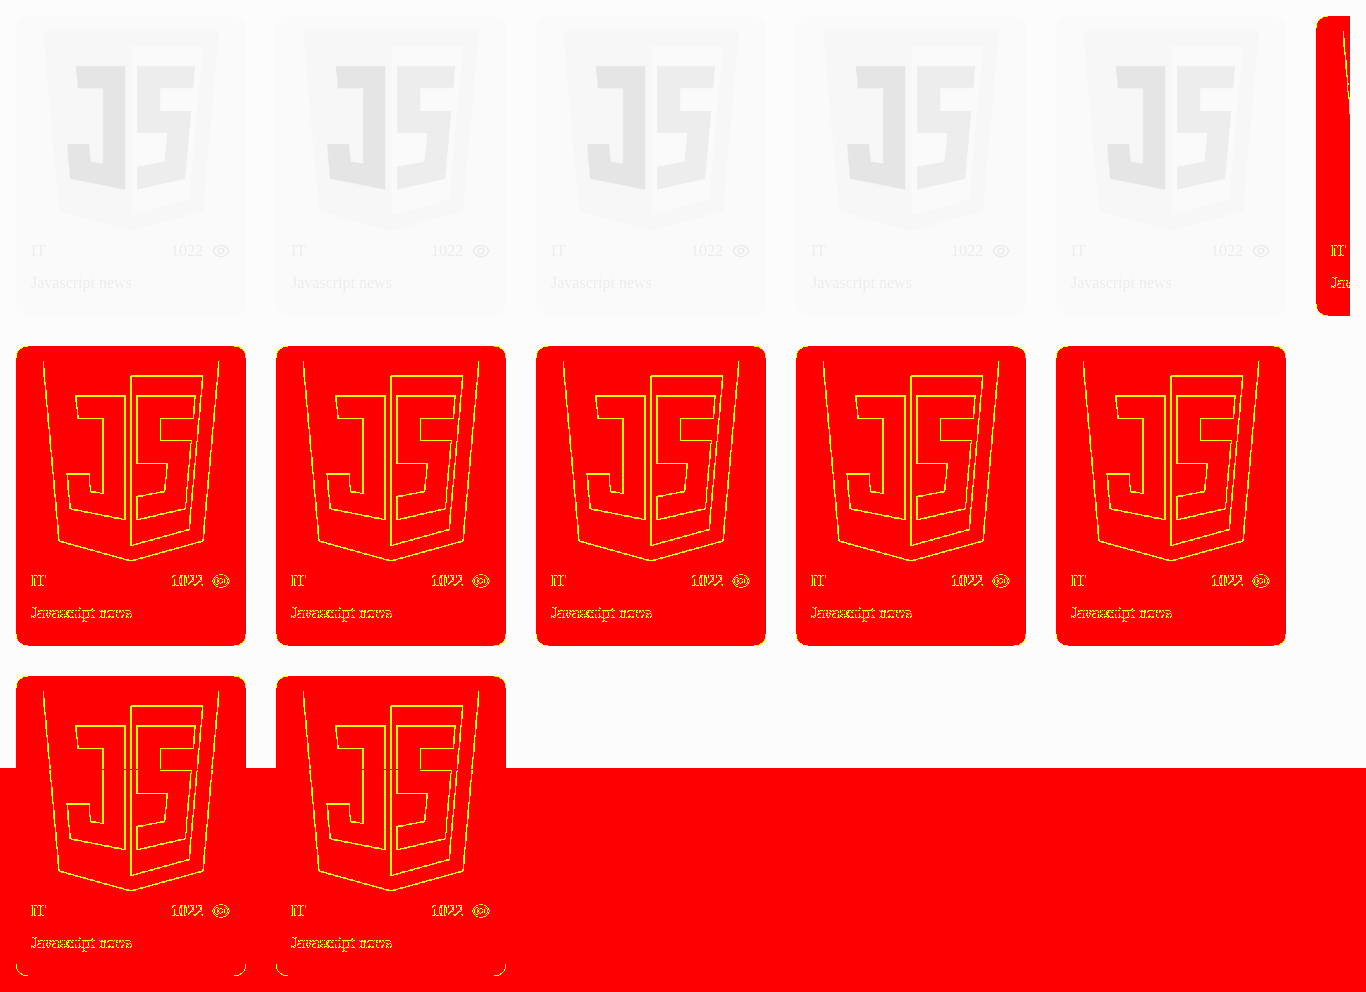 JS JS JS JS JS
IT 1022 IT 1022 IT 1022 IT 1022 IT 1022 IT
Javascript news Javascript news Javascript news Javascript news Javascript news
JS JS JS JS JS
IT 1022 IT 1022 IT 1022 IT 1022 IT 1022
Javascript news Javascript news Javascript news Javascript news Javascript news
JS JS
IT 1022 IT 1022
Javascript news Javascript news